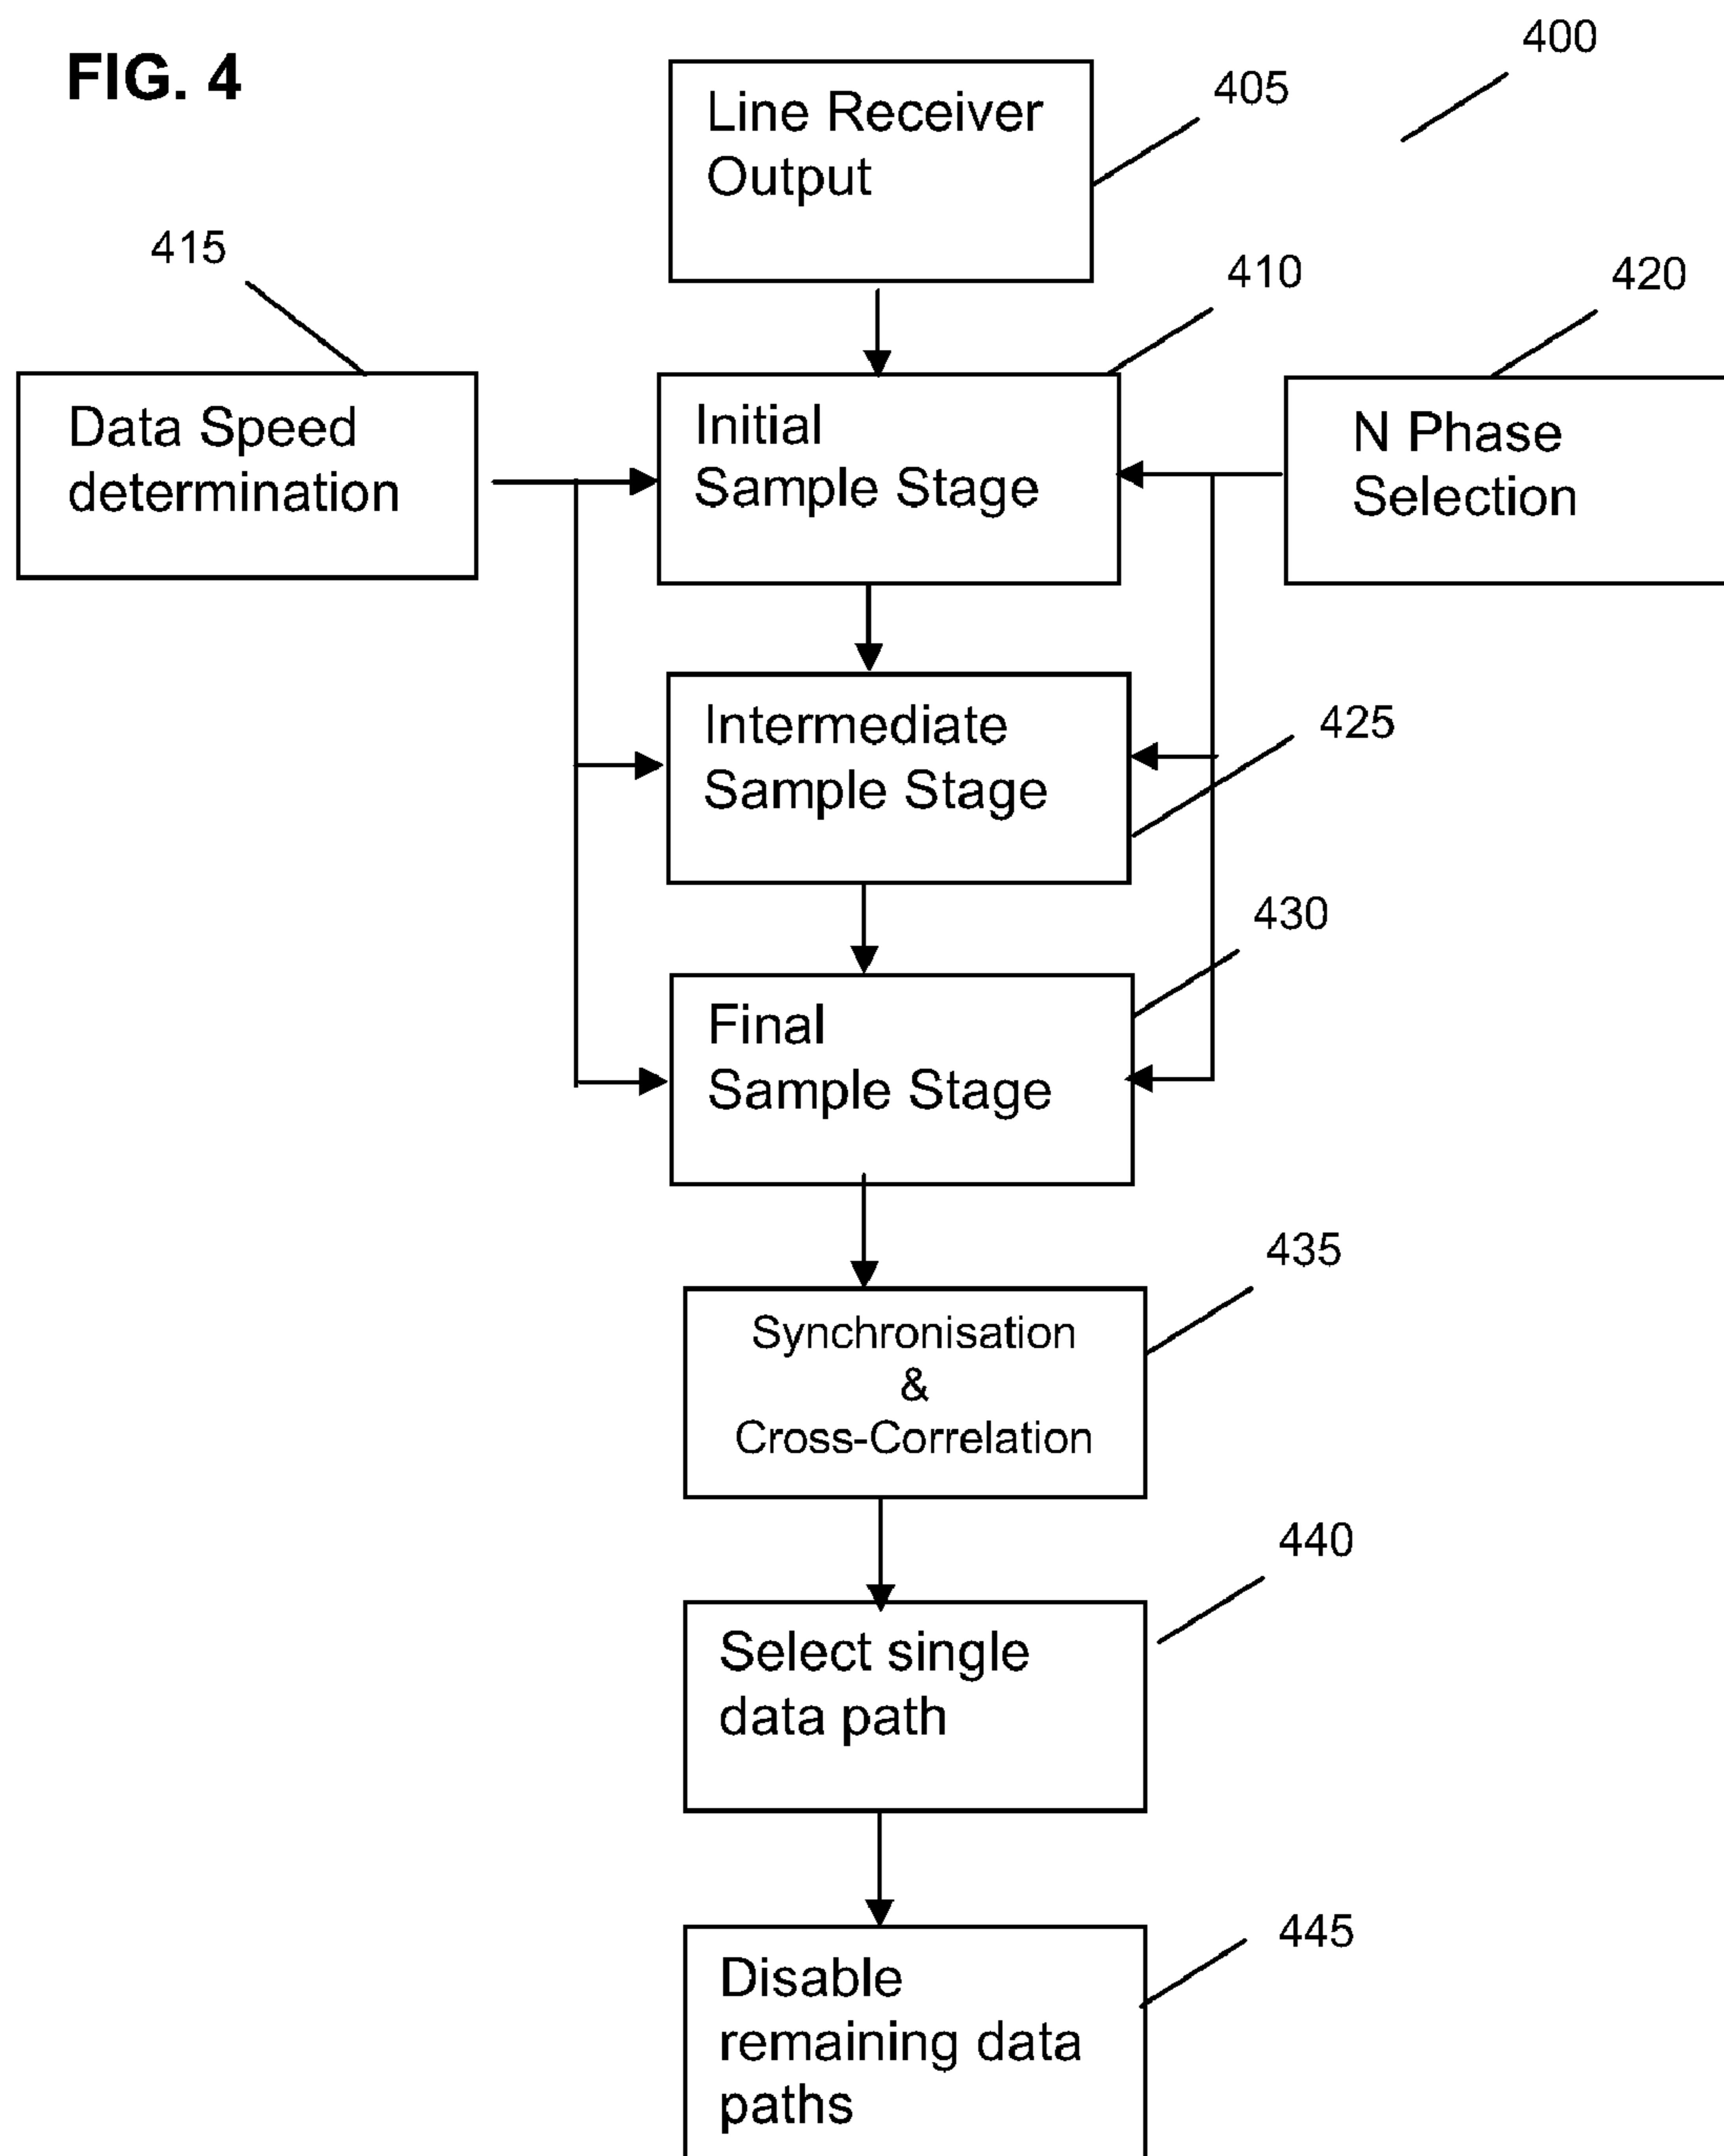 FIG. 4
400
Line Receiver
Output
405
415
410
420
Data Speed
determination
Initial
Sample Stage
N Phase
Selection
Intermediate
Sample Stage
425
430
Final
Sample Stage
435
Synchronisation
&
Cross-Correlation
440
Select single
data path
445
Disable
remaining data
paths